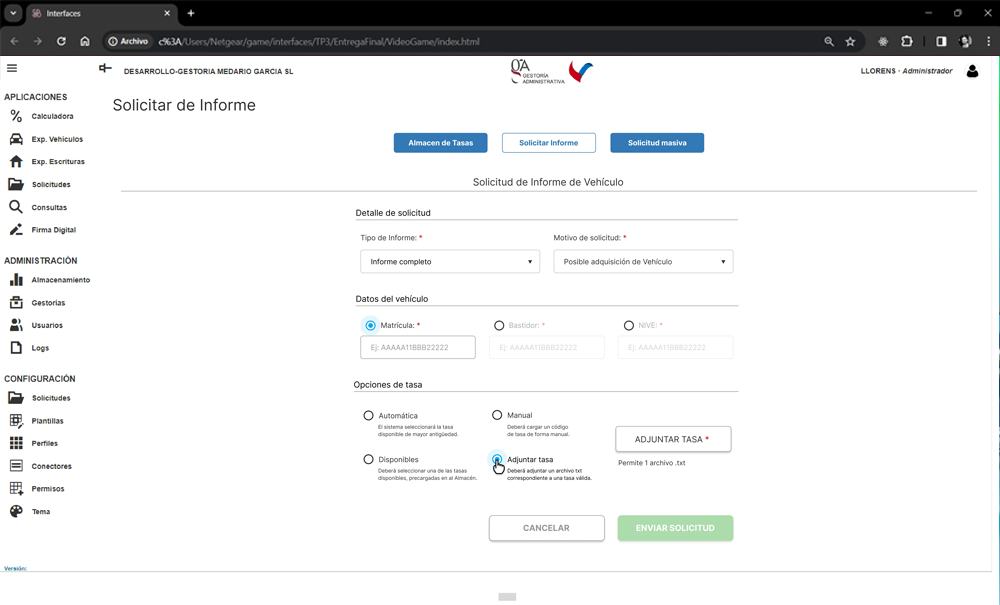 Interfaces
Archivo c%3A/Users/Netgear/game/interfaces/TP3/EntregaFinal/VideoGame/index.html
DESARROLLO-GESTORIA MEDARIO GARCIA SL
gA GESTORÍA ADMINISTRATIVA
LLORENS - Administrador
APLICACIONES
Calculadora
Exp. Vehículos
Exp. Escrituras
Solicitudes
Consultas
Firma Digital
ADMINISTRACIÓN
Almacenamiento
Gestorías
Usuarios
Logs
CONFIGURACIÓN
Solicitudes
Plantillas
Perfiles
Conectores
Permisos
Tema
Versión:
Solicitar de Informe
Almacen de Tasas
Solicitar Informe
Solicitud masiva
Solicitud de Informe de Vehículo
Detalle de solicitud
Tipo de Informe: *
Motivo de solicitud: *
Informe completo
Posible adquisición de Vehículo
Datos del vehículo
Matrícula: *
Bastidor: *
NIVE: *
Ej: AAAAA11BBB22222
Ej: AAAAA11BBB22222
Ej: AAAAA11BBB22222
Opciones de tasa
Automática
El sistema seleccionará la tasa
disponible de mayor antigüedad.
Manual
Deberá cargar un código
de tasa de forma manual.
Disponibles
Deberá seleccionar una de las tasas
disponibles, precargadas en al Almacén.
Adjuntar tasa
Deberá adjuntar un archivo txt
correspondiente a una tasa válida.
ADJUNTAR TASA *
Permite 1 archivo .txt
CANCELAR
ENVIAR SOLICITUD